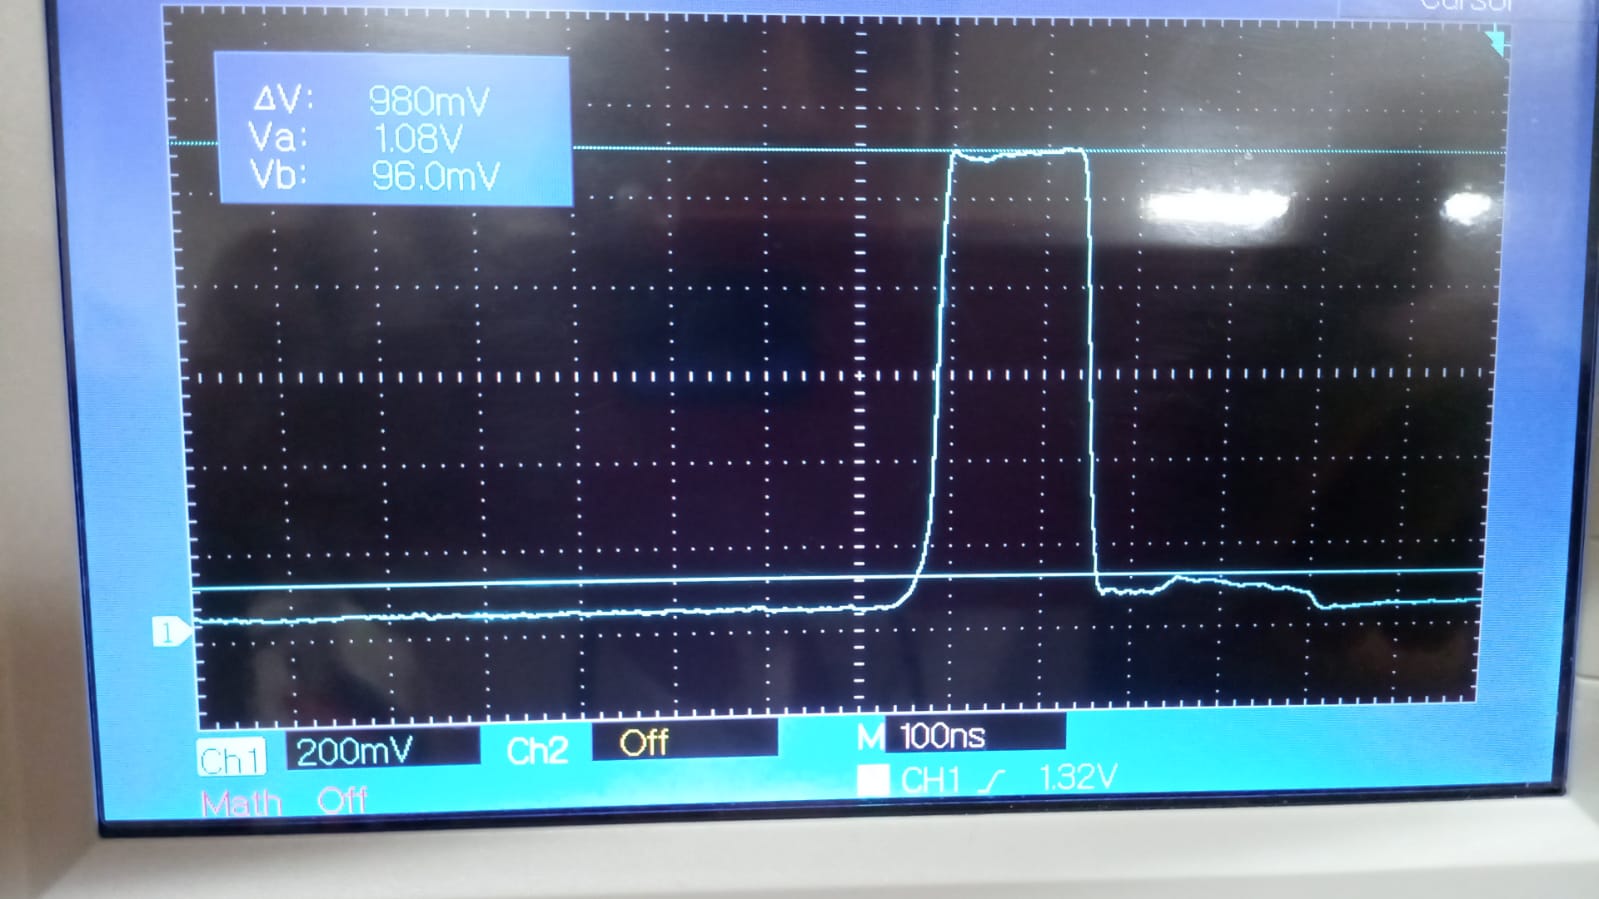 Cursor
ΔV: 980mV
Va: 1.08V
Vb: 96.0mV
1
Ch1 200mV Ch2 Off M 100ns
CH1 1.32V
Math Off